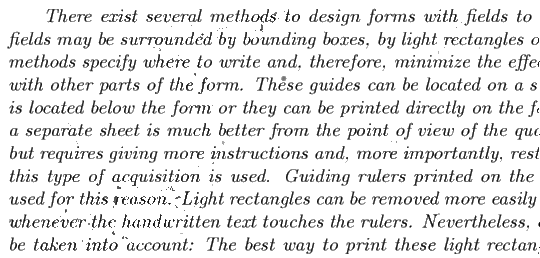 There exist several methods to design forms with fields to
fields may be surrounded by bounding boxes, by light rectangles o
methods specify where to write and, therefore, minimize the effe
with other parts of the form. These guides can be located on a s
is located below the form or they can be printed directly on the f
a separate sheet is much better from the point of view of the qu
but requires giving more instructions and, more importantly, rest
this type of acquisition is used. Guiding rulers printed on the
used for this reason. Light rectangles can be removed more easily
whenever the handwritten text touches the rulers. Nevertheless,
be taken into account: The best way to print these light rectan